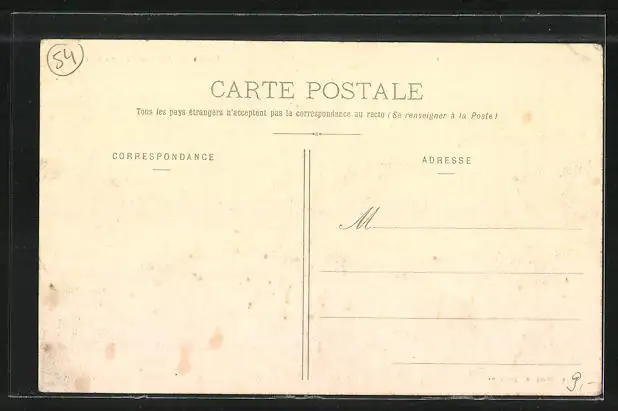 54
CARTE POSTALE
Tous les pays étrangers n'acceptent pas la correspondance au recto (Se renseigner à la Poste)
CORRESPONDANCE
ADRESSE
M
9,-